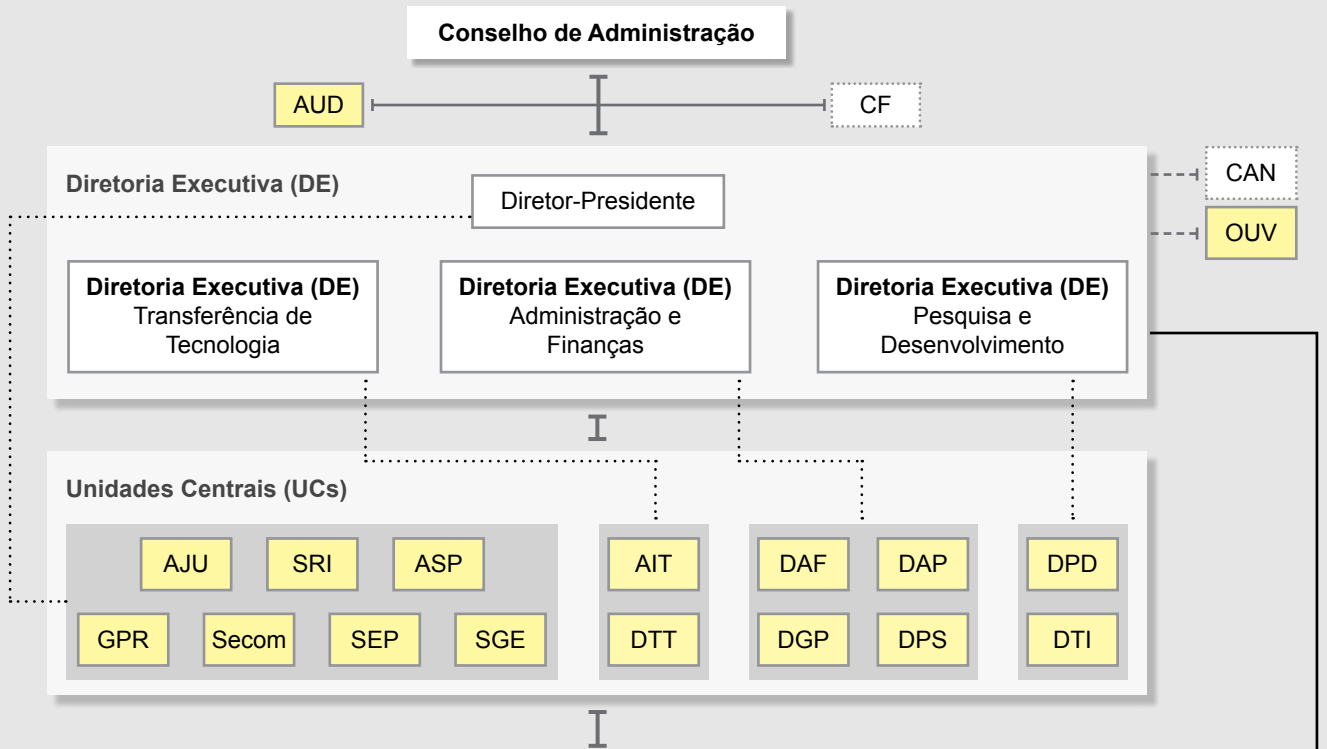 Conselho de Administração
AUD
CF
Diretoria Executiva (DE)
Diretor-Presidente
CAN
OUV
Diretoria Executiva (DE)
Transferência de
Tecnologia
Diretoria Executiva (DE)
Administração e
Finanças
Diretoria Executiva (DE)
Pesquisa e
Desenvolvimento
Unidades Centrais (UCs)
AJU
SRI
ASP
GPR
Secom
SEP
SGE
AIT
DTT
DAF
DAP
DGP
DPS
DPD
DTI